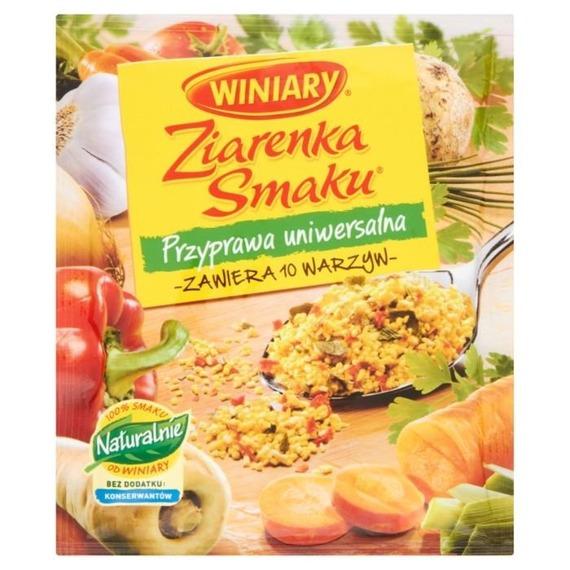 WINIARY®
Ziarenka
Smaku®
Przyprawa uniwersalna
-ZAWIERA 10 WARZYW-
100% SMAKU
Naturalnie
OD WINIARY
BEZ DODATKU:
KONSERWANTÓW